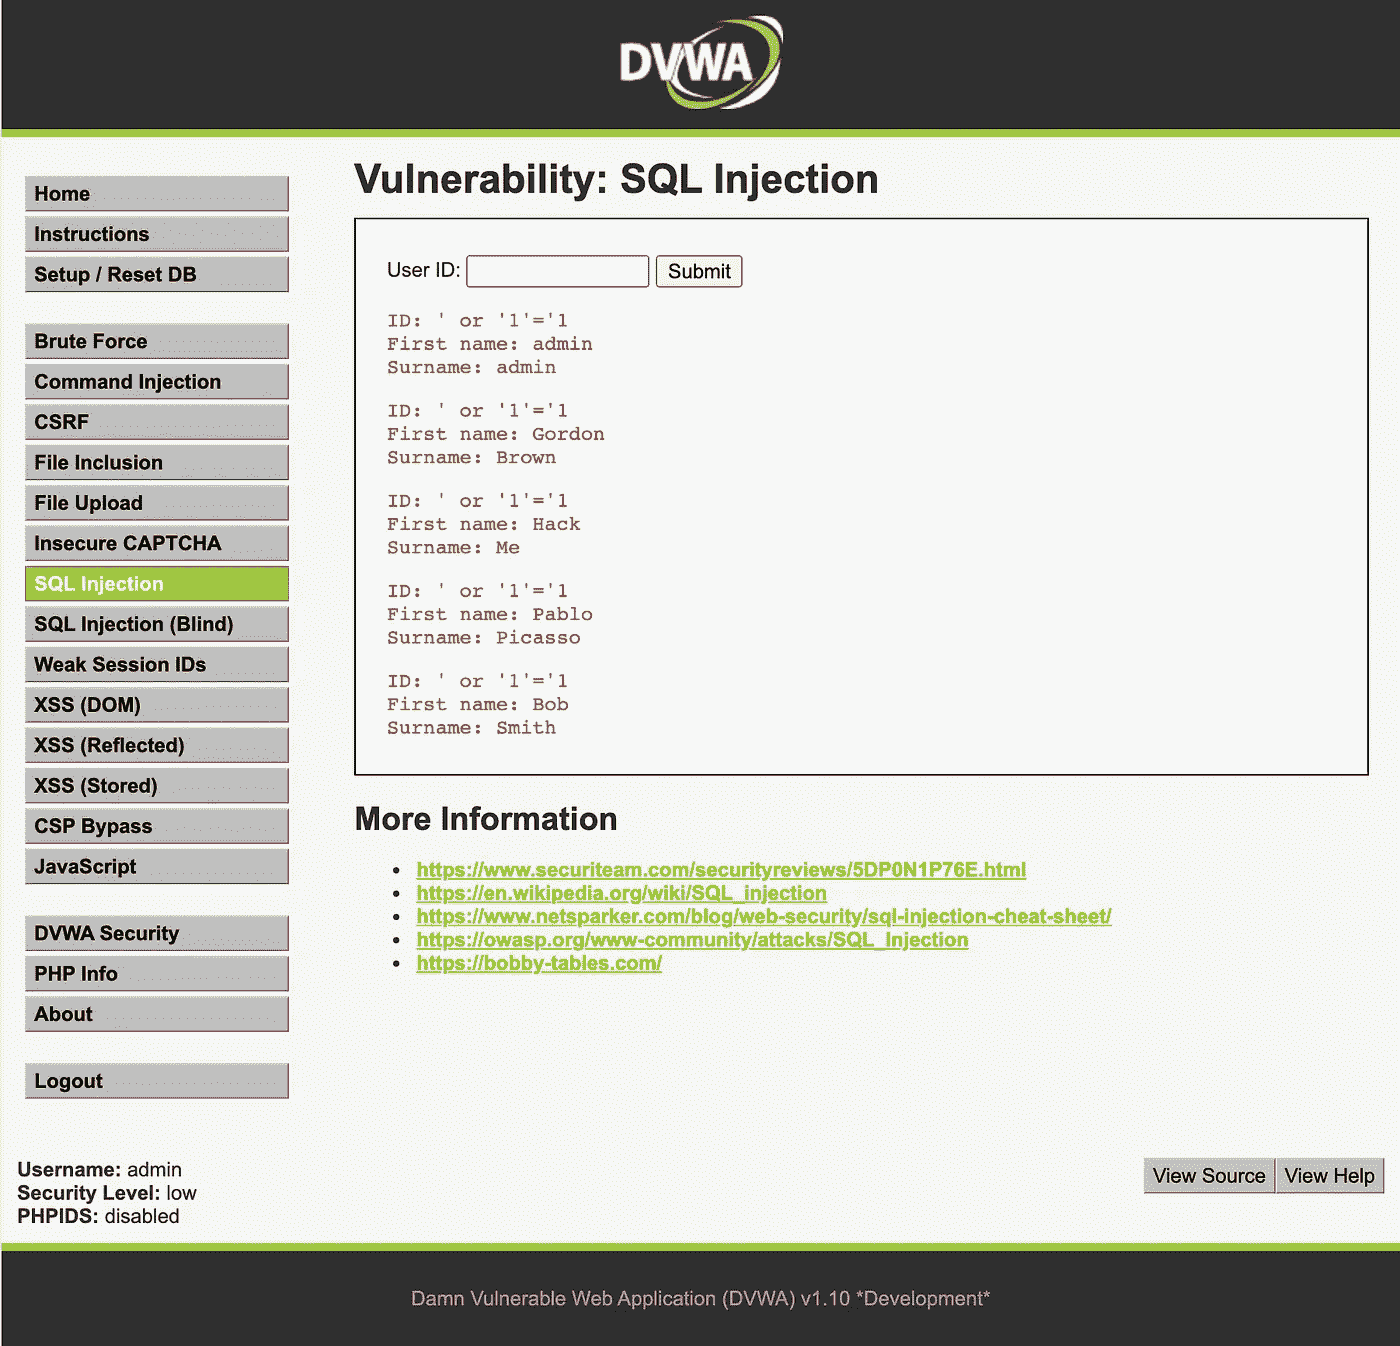 DVWA
Home
Instructions
Setup / Reset DB
Brute Force
Command Injection
CSRF
File Inclusion
File Upload
Insecure CAPTCHA
SQL Injection
SQL Injection (Blind)
Weak Session IDs
XSS (DOM)
XSS (Reflected)
XSS (Stored)
CSP Bypass
JavaScript
DVWA Security
PHP Info
About
Logout
Vulnerability: SQL Injection
User ID: Submit
ID: ' or '1'='1
First name: admin
Surname: admin
ID: ' or '1'='1
First name: Gordon
Surname: Brown
ID: ' or '1'='1
First name: Hack
Surname: Me
ID: ' or '1'='1
First name: Pablo
Surname: Picasso
ID: ' or '1'='1
First name: Bob
Surname: Smith
More Information
https://www.securiteam.com/securityreviews/5DP0N1P76E.html
https://en.wikipedia.org/wiki/SQL_injection
https://www.netsparker.com/blog/web-security/sql-injection-cheat-sheet/
https://owasp.org/www-community/attacks/SQL_Injection
https://bobby-tables.com/
Username: admin
Security Level: low
PHPIDS: disabled
View Source View Help
Damn Vulnerable Web Application (DVWA) v1.10 *Development*